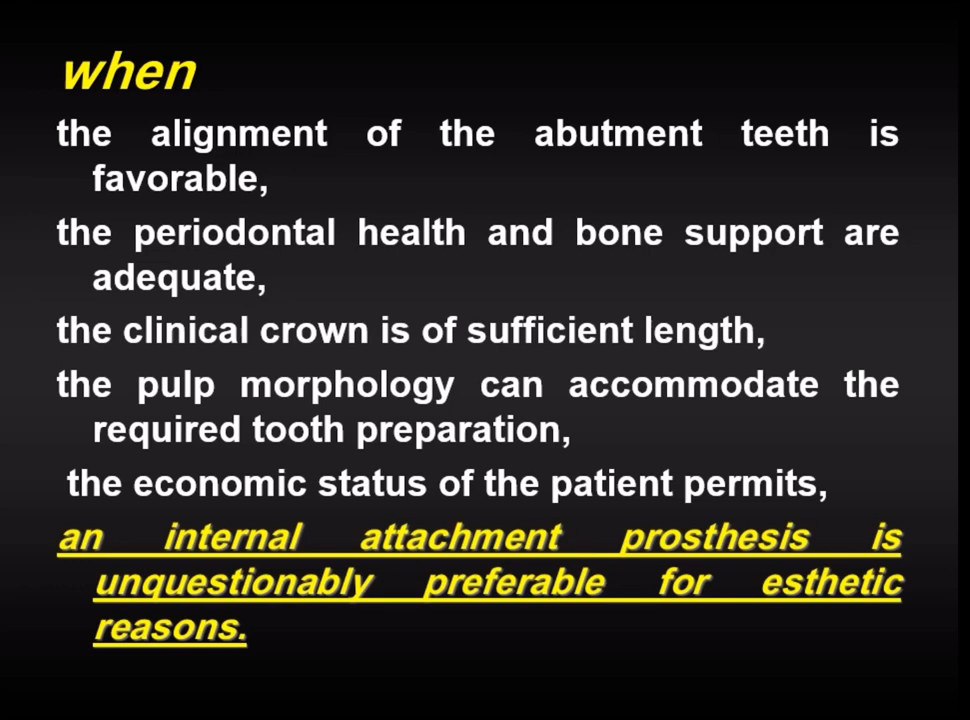 when
the alignment of the abutment teeth is
favorable,
the periodontal health and bone support are
adequate,
the clinical crown is of sufficient length,
the pulp morphology can accommodate the
required tooth preparation,
the economic status of the patient permits,
an internal attachment prosthesis is
unquestionably preferable for esthetic
reasons.